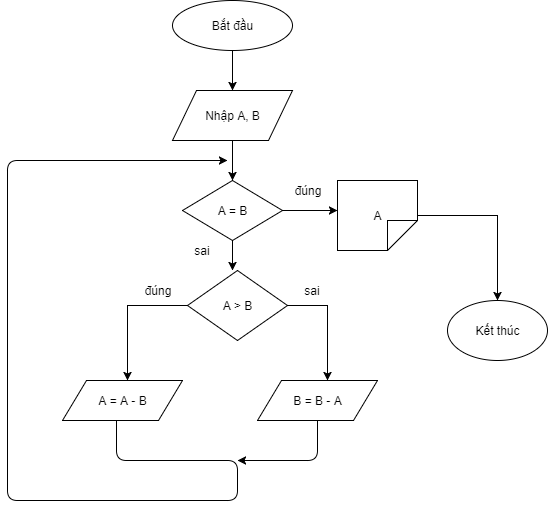 Bắt đầu
Nhập A, B
A = B
đúng
A
sai
A > B
đúng
sai
Kết thúc
A = A - B
B = B - A